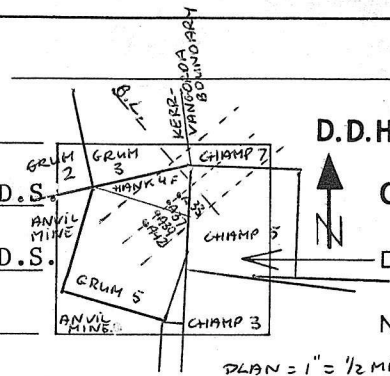 B.L.
KERR-
VANGORDA
BOUNDARY
D.D.H
GRUM
2
GRUM
3
CHAMP 7
HANK 4F
D.S.
ANVIL
MINE
N
CHAMP 5
D.S.
D
GRUM 5
ANVIL
MINE
CHAMP 3
N
PLAN = 1" = 1/2 MI